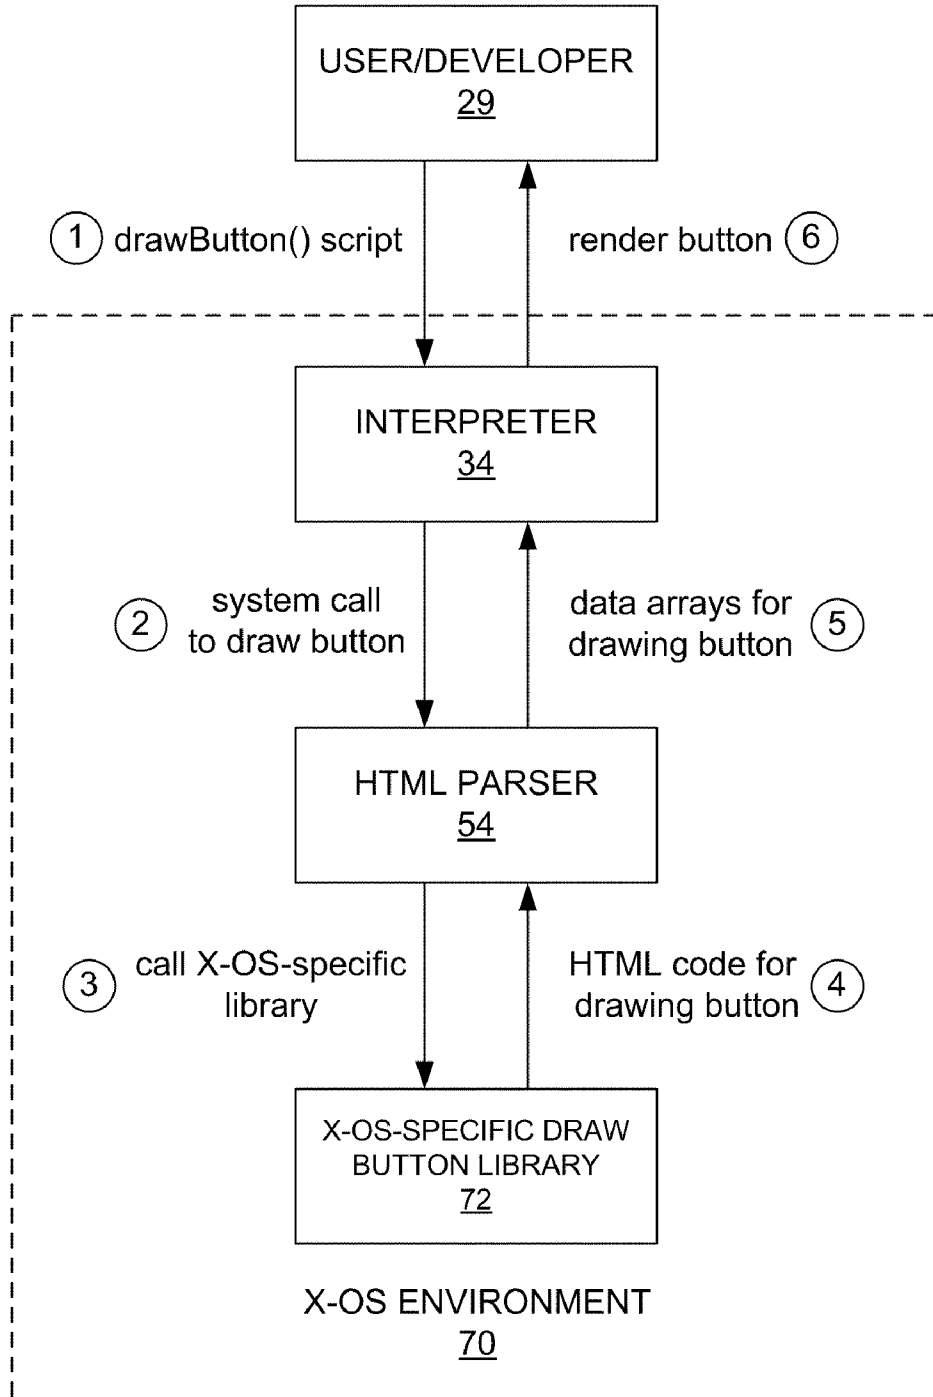 USER/DEVELOPER
29
1 drawButton() script
render button 6
INTERPRETER
34
2 system call
to draw button
data arrays for
drawing button 5
HTML PARSER
54
3 call X-OS-specific
library
HTML code for
drawing button 4
X-OS-SPECIFIC DRAW
BUTTON LIBRARY
72
X-OS ENVIRONMENT
70